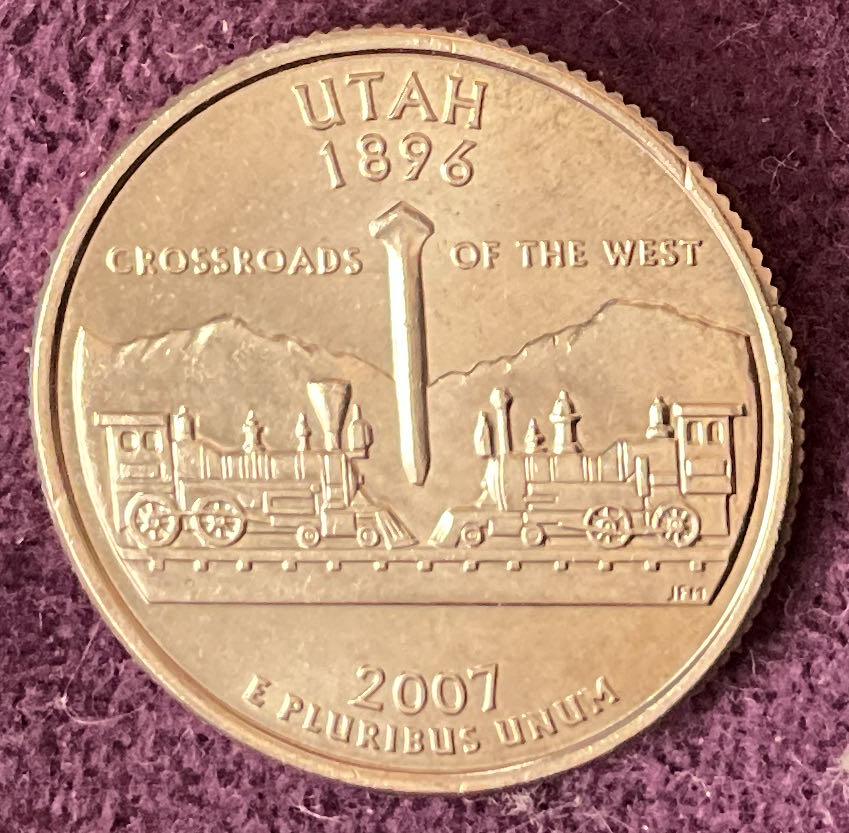 UTAH
1896
CROSSROADS OF THE WEST
JFM
2007
E PLURIBUS UNUM